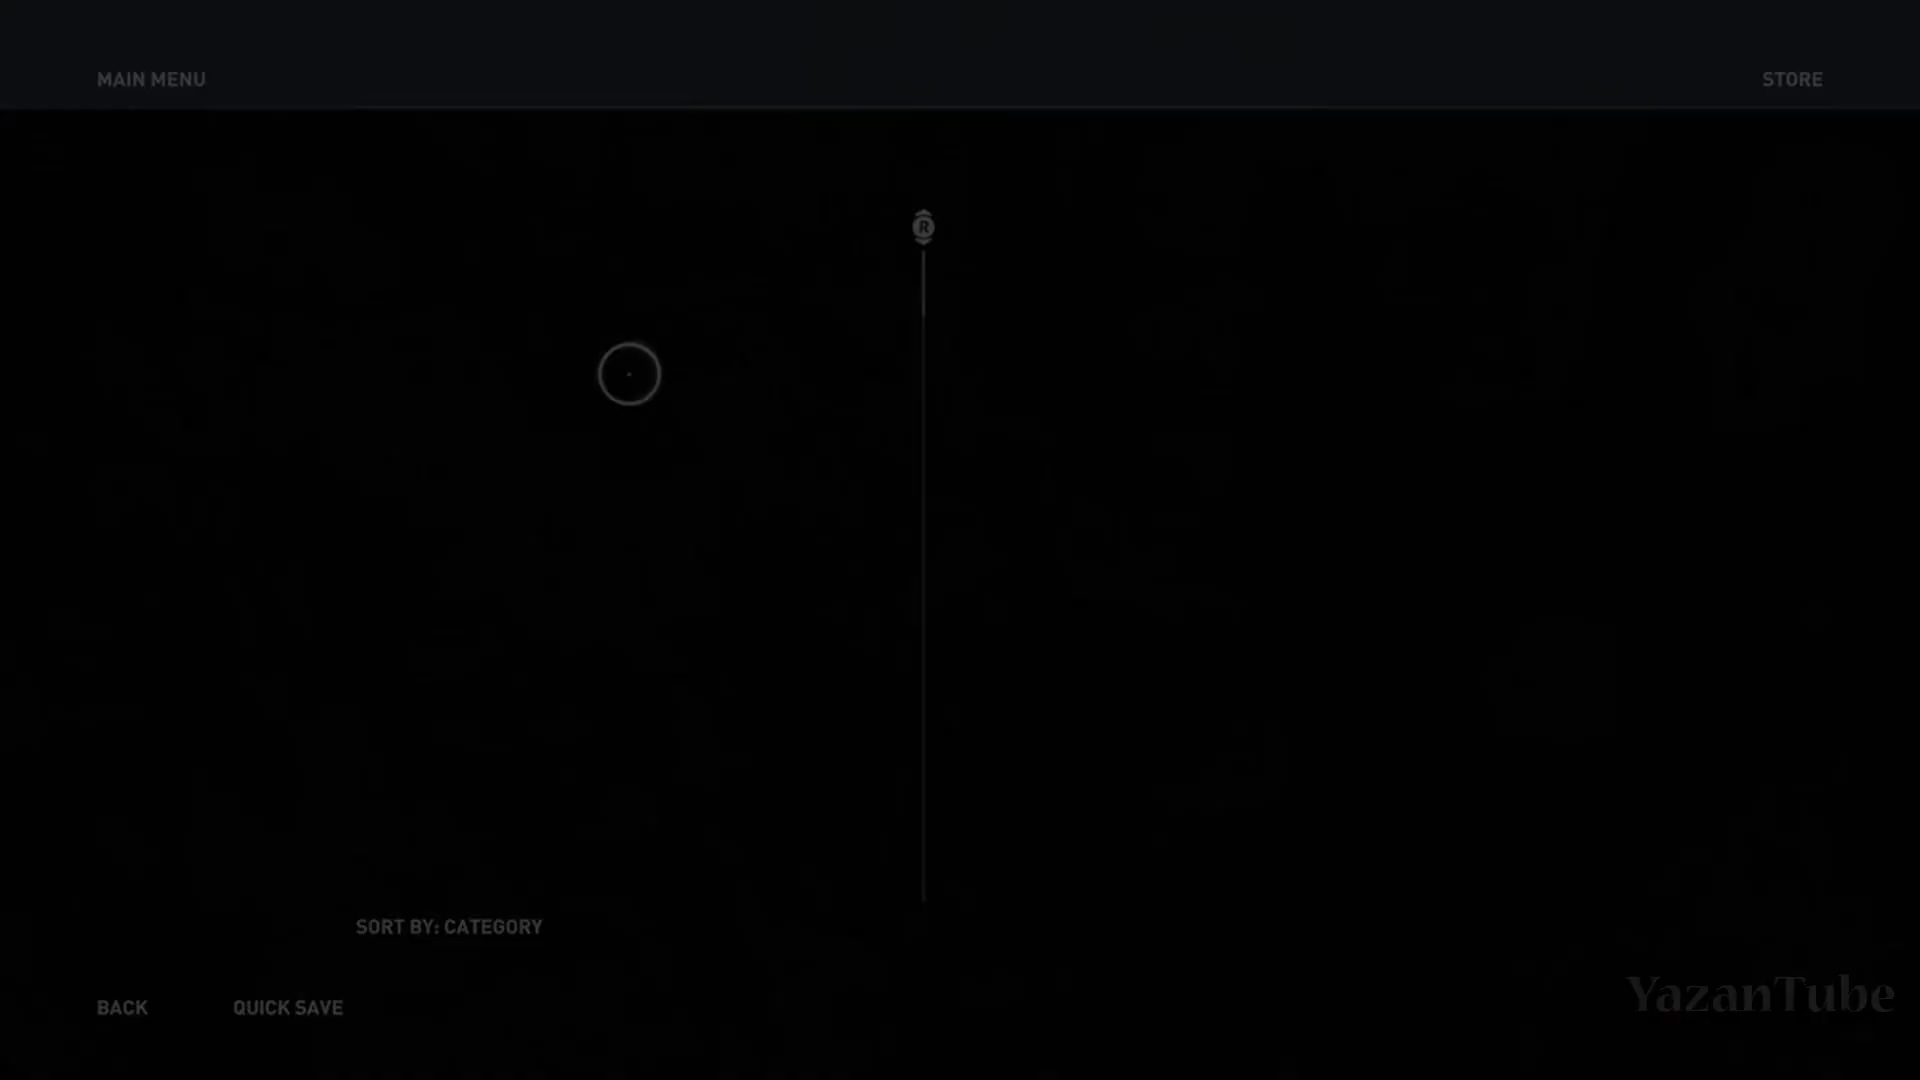 MAIN MENU
STORE
R
SORT BY: CATEGORY
BACK
QUICK SAVE
YazanTube